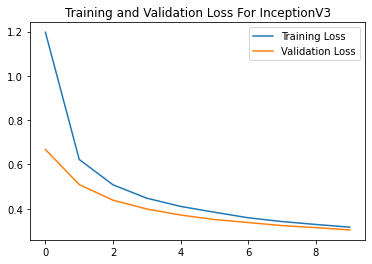 Training and Validation Loss For InceptionV3
Training Loss
Validation Loss
1.2
1.0
0.8
0.6
0.4
0 2 4 6 8